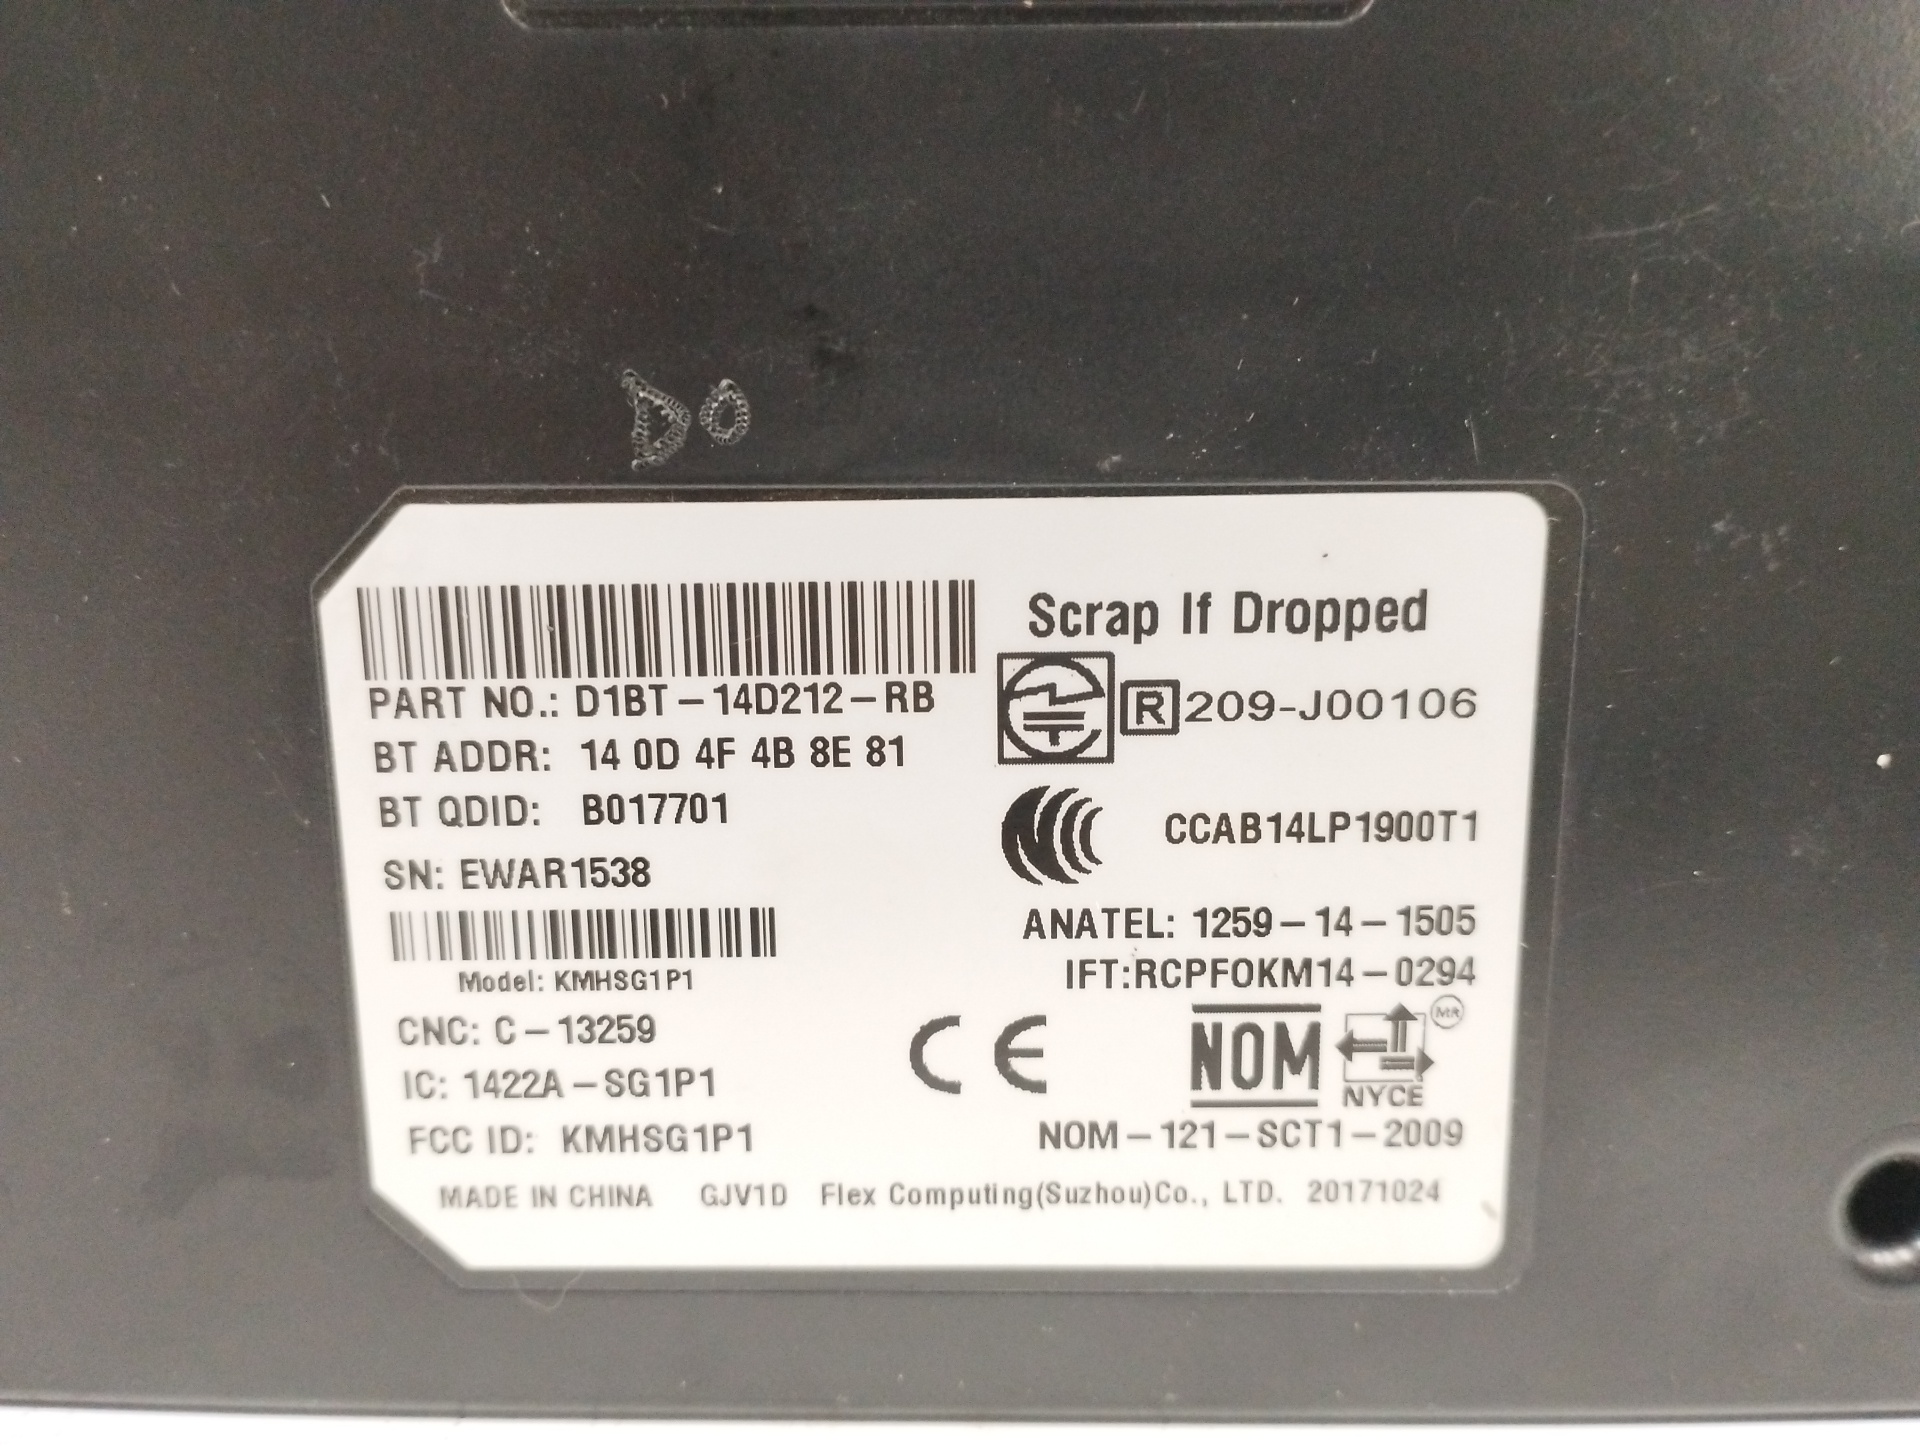 Scrap If Dropped
PART NO.: D1BT-14D212-RB
R 209-J00106
BT ADDR: 14 0D 4F 4B 8E 81
BT QDID: B017701
CCAB14LP1900T1
SN: EWAR1538
ANATEL: 1259-14-1505
Model: KMHSG1P1
IFT:RCPFOKM14-0294
CNC: C-13259
CE
NOM
MR
NYCE
IC: 1422A-SG1P1
FCC ID: KMHSG1P1
NOM-121-SCT1-2009
MADE IN CHINA GJV1D Flex Computing(Suzhou)Co., LTD. 20171024